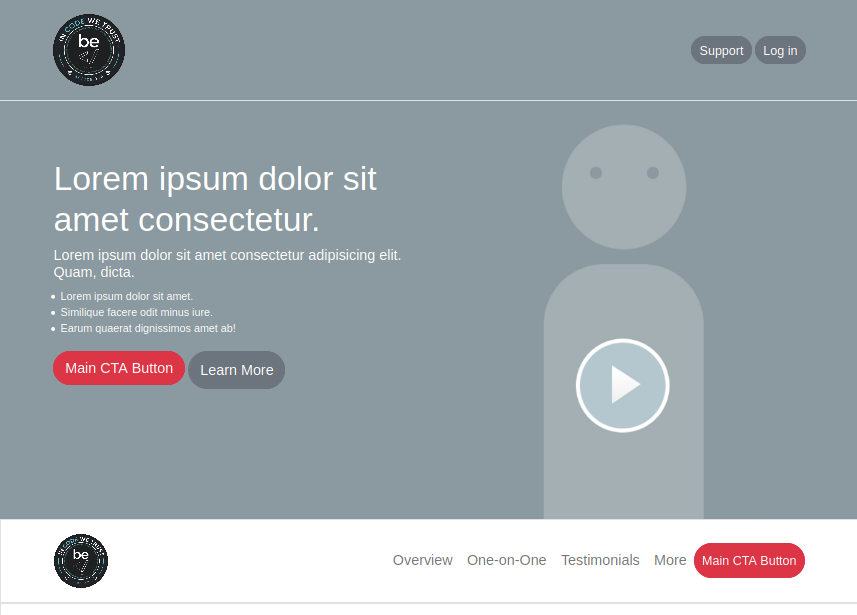 IN CODE WE TRUST
be
Support
Log in
Lorem ipsum dolor sit
amet consectetur.
Lorem ipsum dolor sit amet consectetur adipisicing elit.
Quam, dicta.
Lorem ipsum dolor sit amet.
Similique facere odit minus iure.
Earum quaerat dignissimos amet ab!
Main CTA Button
Learn More
IN CODE WE TRUST
be
Overview
One-on-One
Testimonials
More
Main CTA Button